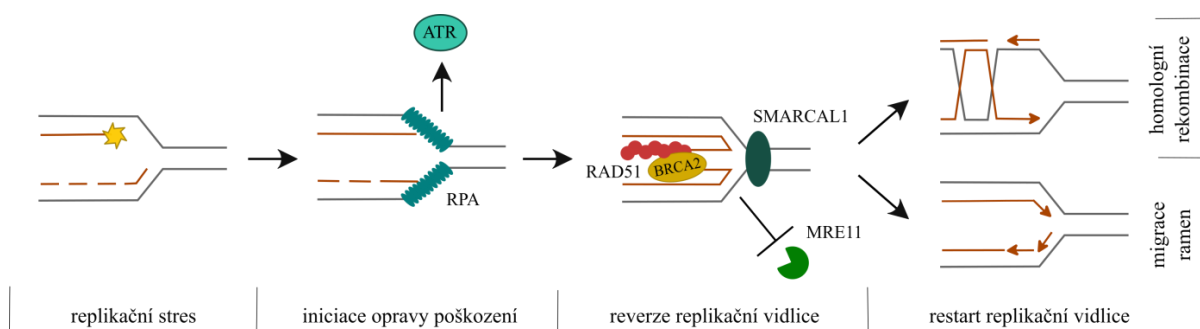 ATR
RPA
RAD51
BRCA2
SMARCAL1
MRE11
homologní
rekombinace
migrace
ramen
replikační stres
iniciace opravy poškození
reverze replikační vidlice
restart replikační vidlice